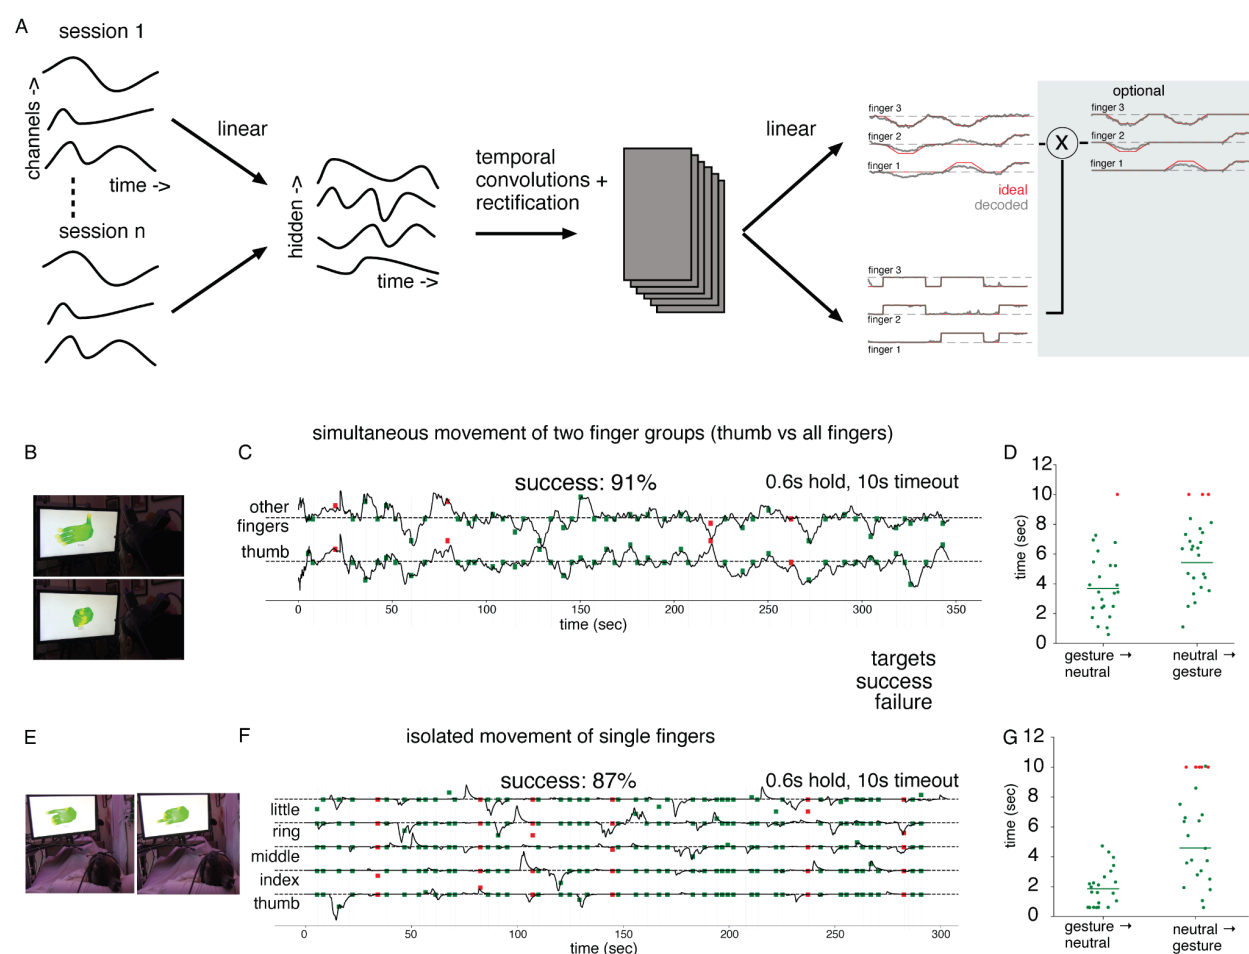 A
session 1
channels ->
time ->
session n
linear
hidden ->
time ->
temporal
convolutions +
rectification
linear
finger 3
finger 2
finger 1
ideal
decoded
X
optional
finger 3
finger 2
finger 1
finger 3
finger 2
finger 1
simultaneous movement of two finger groups (thumb vs all fingers)
B
C
success: 91%
0.6s hold, 10s timeout
other
fingers
thumb
0 50 100 150 200 250 300 350
time (sec)
D
12
10
8
6
4
2
0
time (sec)
gesture →
neutral
neutral →
gesture
targets
success
failure
E
F
isolated movement of single fingers
success: 87%
0.6s hold, 10s timeout
little
ring
middle
index
thumb
0 50 100 150 200 250 300
time (sec)
G
12
10
8
6
4
2
0
time (sec)
gesture →
neutral
neutral →
gesture